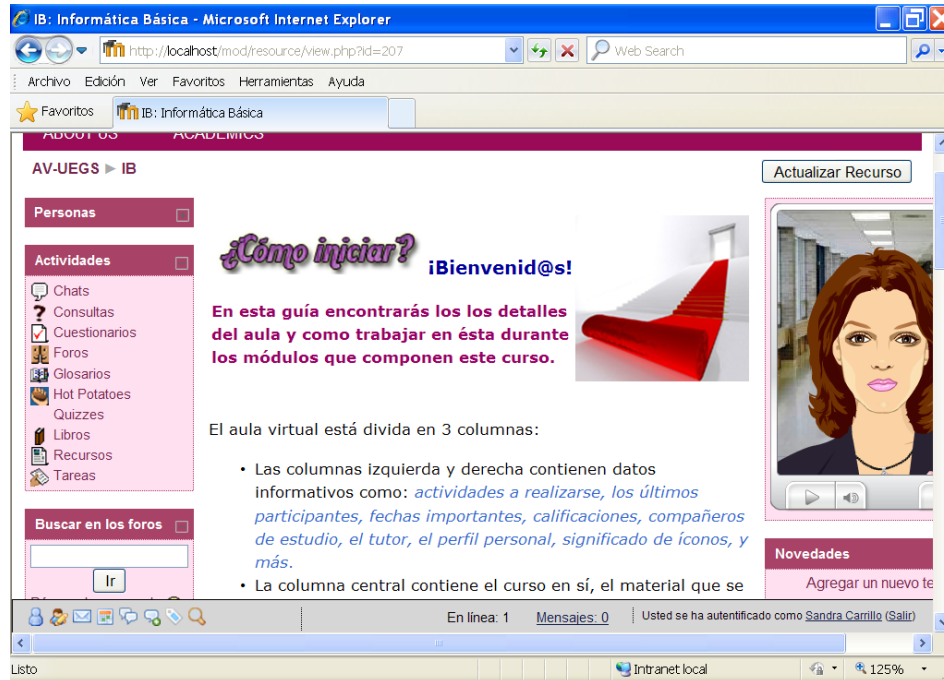 IB: Informática Básica - Microsoft Internet Explorer
http://localhost/mod/resource/view.php?id=207
Web Search
Archivo Edición Ver Favoritos Herramientas Ayuda
Favoritos
IB: Informática Básica
ABOUT US ACADEMICS
AV-UEGS ► IB
Actualizar Recurso
Personas
Actividades
Chats
Consultas
Cuestionarios
Foros
Glosarios
Hot Potatoes
Quizzes
Libros
Recursos
Tareas
Buscar en los foros
Ir
¿Cómo iniciar?
¡Bienvenid@s!
En esta guía encontrarás los los detalles
del aula y como trabajar en ésta durante
los módulos que componen este curso.
El aula virtual está divida en 3 columnas:
• Las columnas izquierda y derecha contienen datos
informativos como: actividades a realizarse, los últimos
participantes, fechas importantes, calificaciones, compañeros
de estudio, el tutor, el perfil personal, significado de íconos, y
más.
• La columna central contiene el curso en sí, el material que se
Novedades
Agregar un nuevo te
En línea: 1 Mensajes: 0 Usted se ha autentificado como Sandra Carrillo (Salir)
Listo
Intranet local
125%